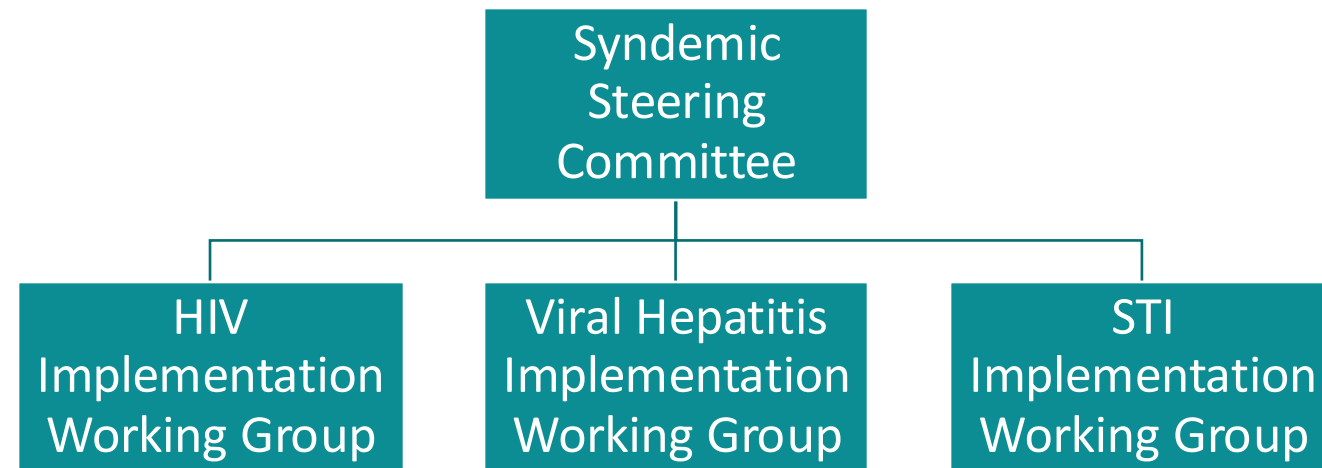 Syndemic
Steering
Committee
HIV
Implementation
Working Group
Viral Hepatitis
Implementation
Working Group
STI
Implementation
Working Group